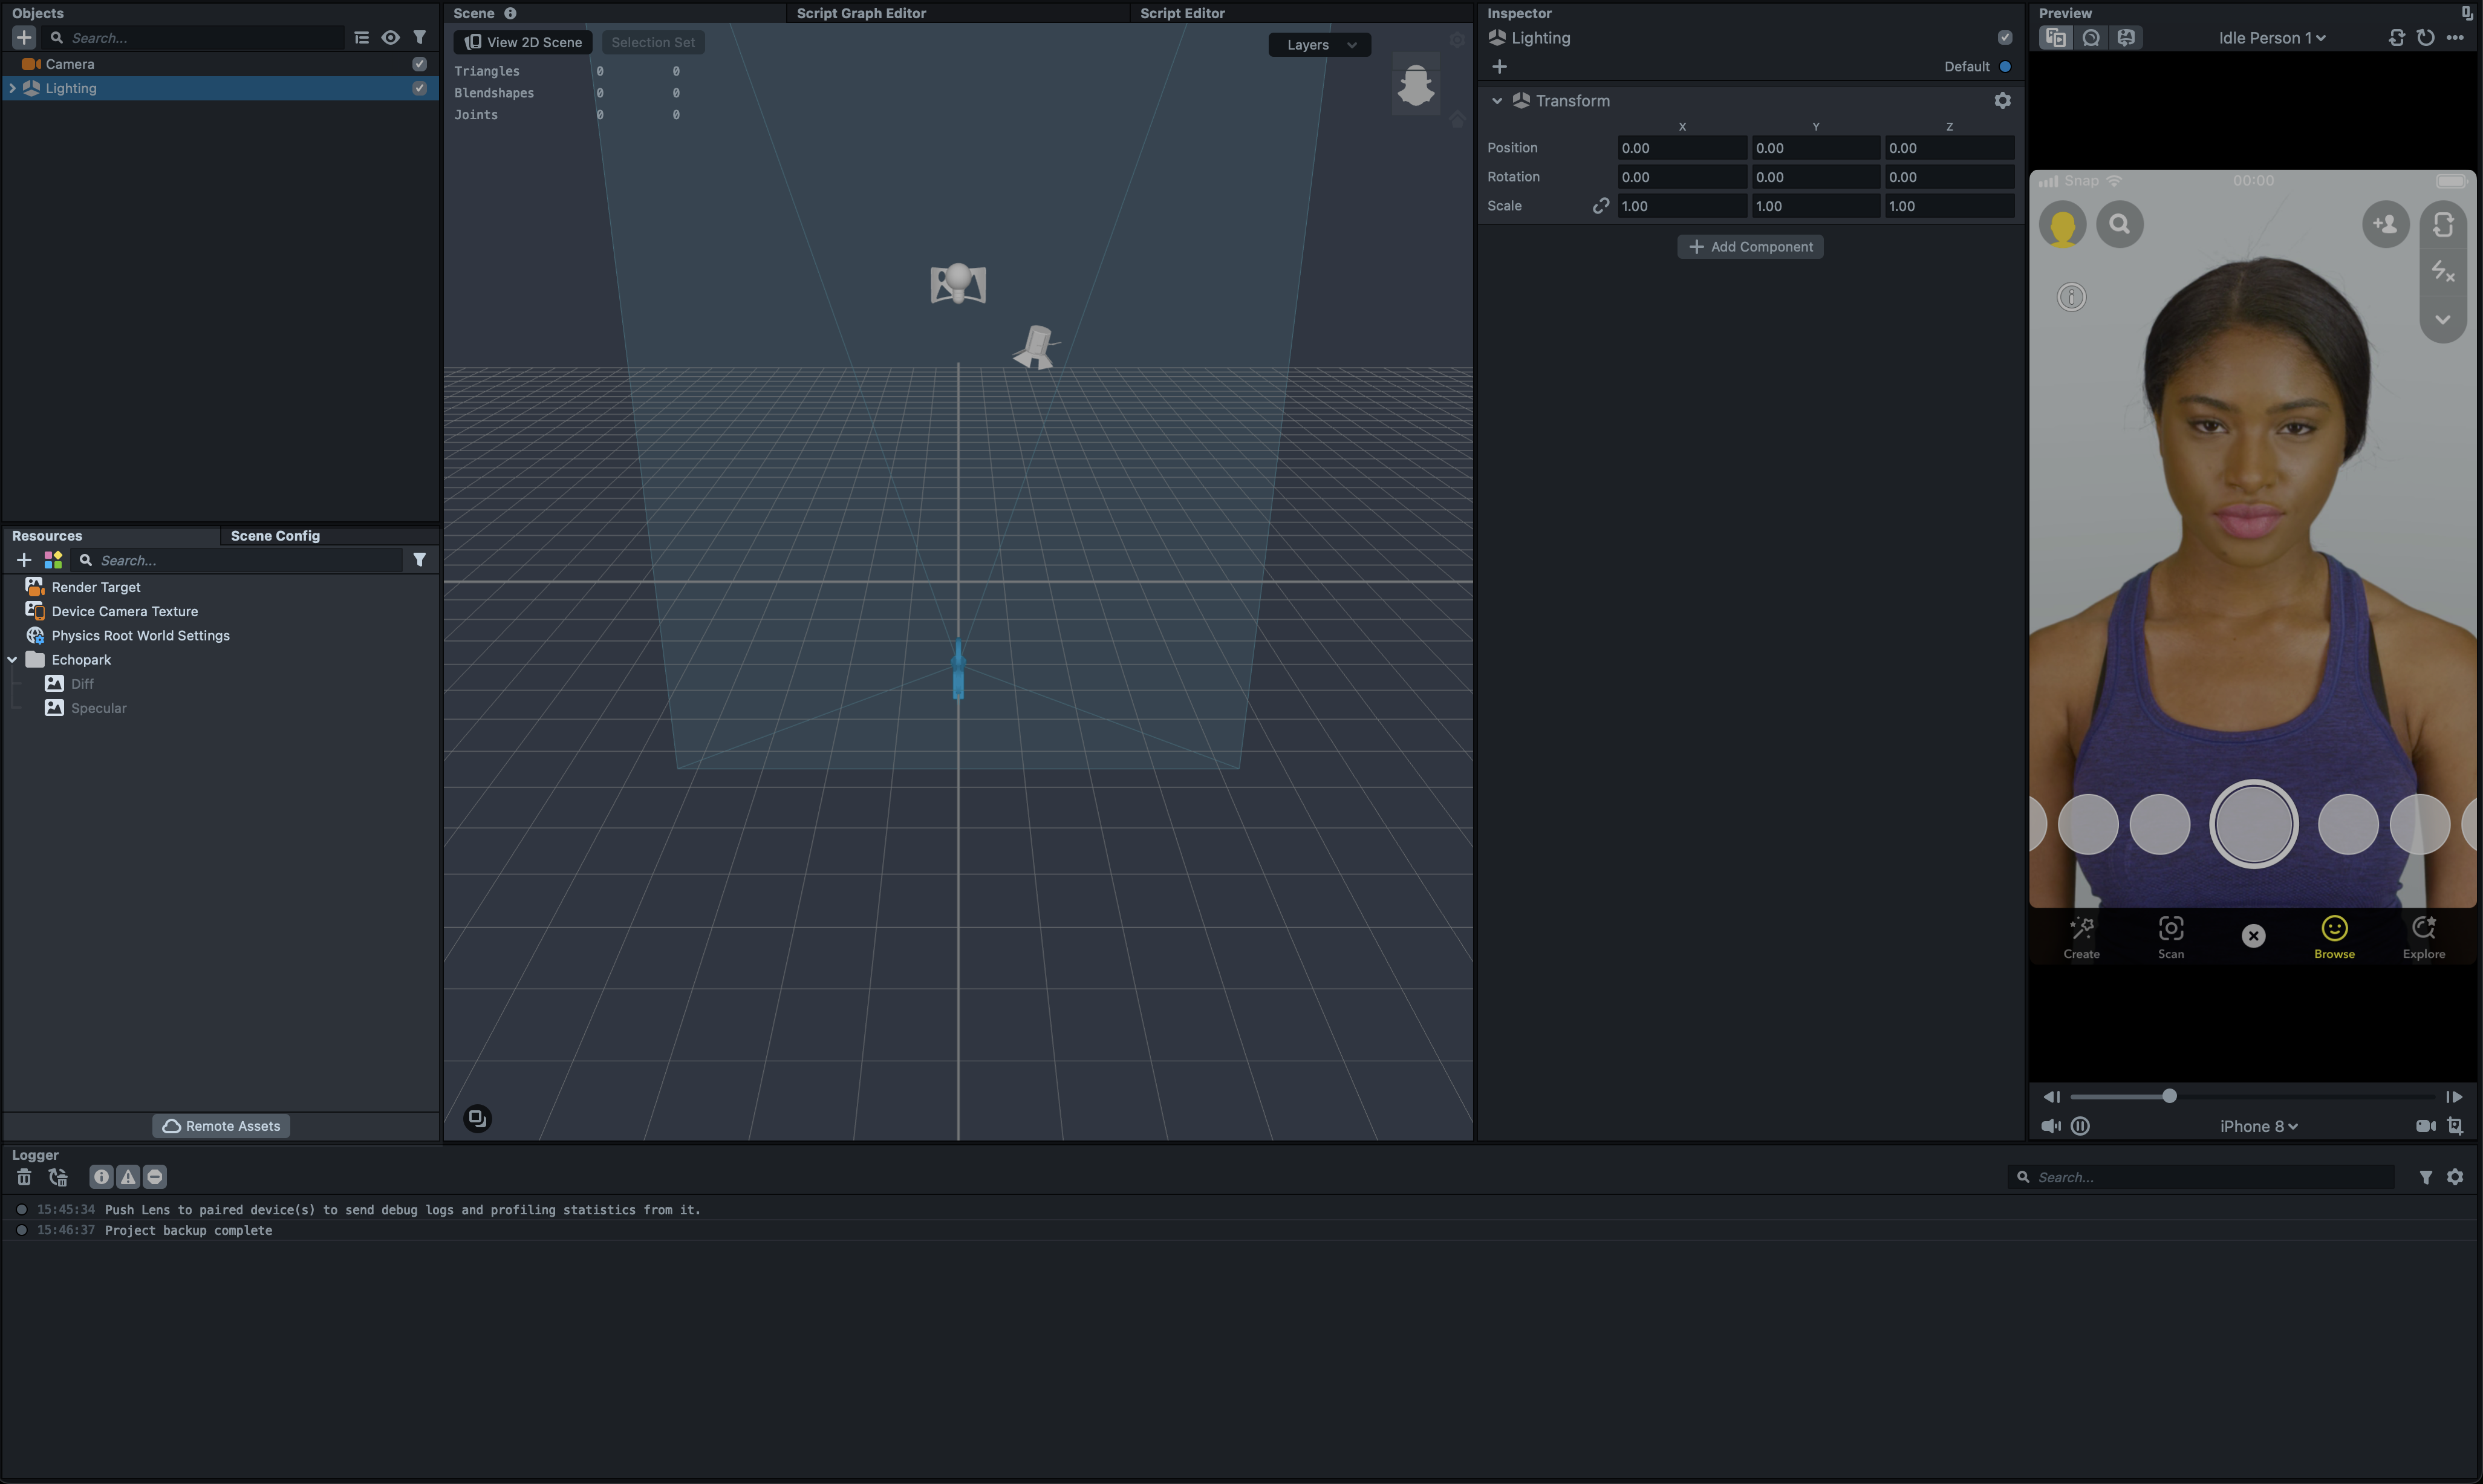 Objects
Search...
Camera
Lighting
Resources
Scene Config
Search...
Render Target
Device Camera Texture
Physics Root World Settings
Echopark
Diff
Specular
Remote Assets
Scene
Script Graph Editor
Script Editor
View 2D Scene
Selection Set
Layers
Triangles 0 0
Blendshapes 0 0
Joints 0 0
Inspector
Lighting
Default
Transform
X Y Z
Position 0.00 0.00 0.00
Rotation 0.00 0.00 0.00
Scale 1.00 1.00 1.00
Add Component
Preview
Idle Person 1
Snap 00:00
Create Scan Browse Explore
iPhone 8
Logger
Search...
15:45:34 Push Lens to paired device(s) to send debug logs and profiling statistics from it.
15:46:37 Project backup complete